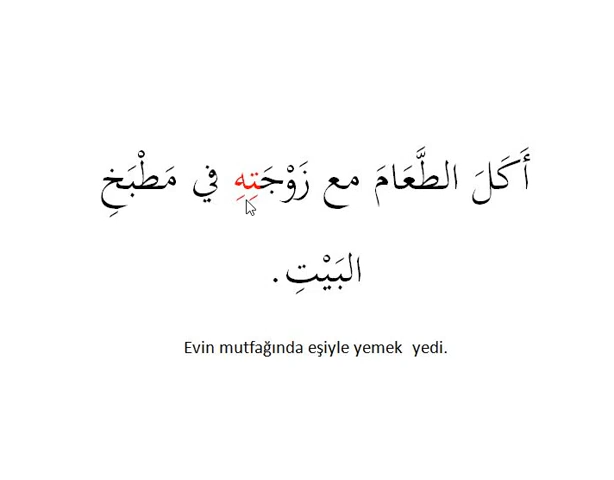 أَكَلَ الطَّعَامَ مع زَوْجَتِهِ في مَطْبَخِ
البَيْتِ.
Evin mutfağında eşiyle yemek yedi.